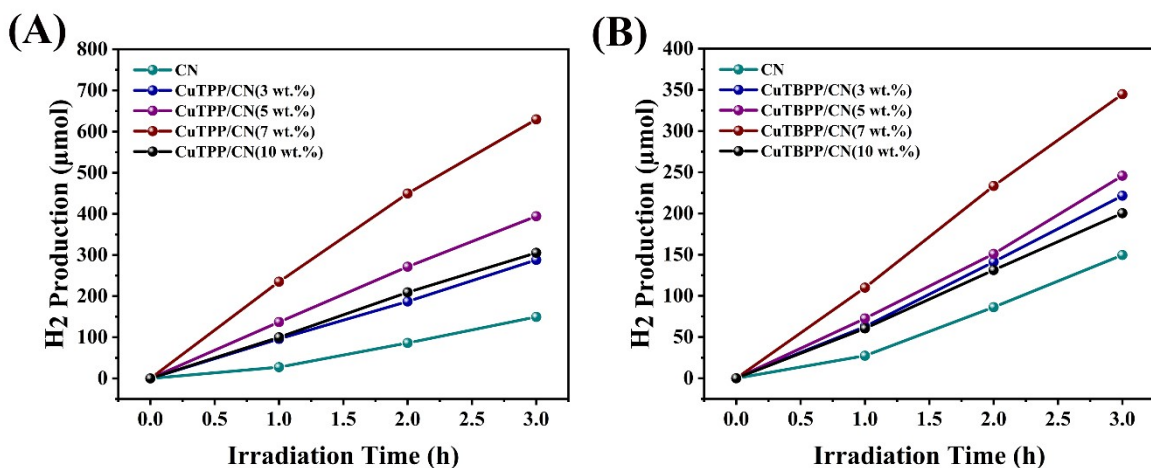 (A)
800
700
600
500
400
300
200
100
0
H2 Production (μmol)
CN
CuTPP/CN(3 wt.%)
CuTPP/CN(5 wt.%)
CuTPP/CN(7 wt.%)
CuTPP/CN(10 wt.%)
0.0 0.5 1.0 1.5 2.0 2.5 3.0
Irradiation Time (h)
(B)
400
350
300
250
200
150
100
50
0
H2 Production (μmol)
CN
CuTBPP/CN(3 wt.%)
CuTBPP/CN(5 wt.%)
CuTBPP/CN(7 wt.%)
CuTBPP/CN(10 wt.%)
0.0 0.5 1.0 1.5 2.0 2.5 3.0
Irradiation Time (h)